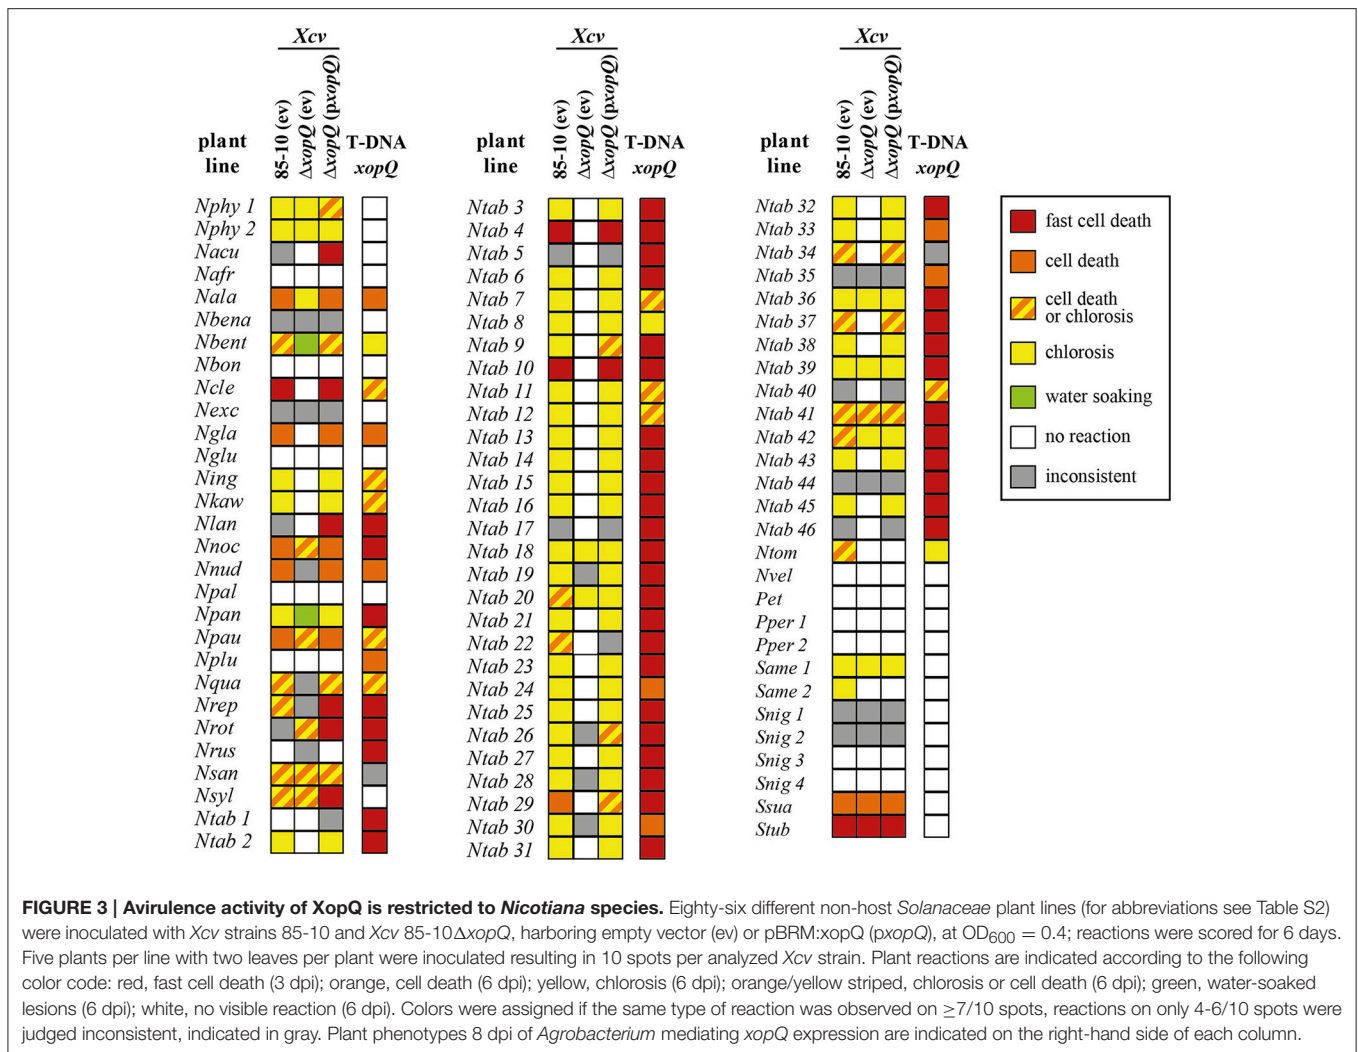 Xcv
plant line
85-10 (ev)
ΔxopQ (ev)
ΔxopQ (pxopQ)
T-DNA
xopQ
Nphy 1
Nphy 2
Nacu
Nafr
Nala
Nbena
Nbent
Nbon
Ncle
Nexc
Ngla
Nglu
Ning
Nkaw
Nlan
Nnoc
Nnud
Npal
Npan
Npau
Nplu
Nqua
Nrep
Nrot
Nrus
Nsan
Nsyl
Ntab 1
Ntab 2
Xcv
plant line
85-10 (ev)
ΔxopQ (ev)
ΔxopQ (pxopQ)
T-DNA
xopQ
Ntab 3
Ntab 4
Ntab 5
Ntab 6
Ntab 7
Ntab 8
Ntab 9
Ntab 10
Ntab 11
Ntab 12
Ntab 13
Ntab 14
Ntab 15
Ntab 16
Ntab 17
Ntab 18
Ntab 19
Ntab 20
Ntab 21
Ntab 22
Ntab 23
Ntab 24
Ntab 25
Ntab 26
Ntab 27
Ntab 28
Ntab 29
Ntab 30
Ntab 31
Xcv
plant line
85-10 (ev)
ΔxopQ (ev)
ΔxopQ (pxopQ)
T-DNA
xopQ
Ntab 32
Ntab 33
Ntab 34
Ntab 35
Ntab 36
Ntab 37
Ntab 38
Ntab 39
Ntab 40
Ntab 41
Ntab 42
Ntab 43
Ntab 44
Ntab 45
Ntab 46
Ntom
Nvel
Pet
Pper 1
Pper 2
Same 1
Same 2
Snig 1
Snig 2
Snig 3
Snig 4
Ssua
Stub
fast cell death
cell death
cell death
or chlorosis
chlorosis
water soaking
no reaction
inconsistent
FIGURE 3 | Avirulence activity of XopQ is restricted to Nicotiana species. Eighty-six different non-host Solanaceae plant lines (for abbreviations see Table S2)
were inoculated with Xcv strains 85-10 and Xcv 85-10ΔxopQ, harboring empty vector (ev) or pBRM:xopQ (pxopQ), at OD600 = 0.4; reactions were scored for 6 days.
Five plants per line with two leaves per plant were inoculated resulting in 10 spots per analyzed Xcv strain. Plant reactions are indicated according to the following
color code: red, fast cell death (3 dpi); orange, cell death (6 dpi); yellow, chlorosis (6 dpi); orange/yellow striped, chlorosis or cell death (6 dpi); green, water-soaked
lesions (6 dpi); white, no visible reaction (6 dpi). Colors were assigned if the same type of reaction was observed on ≥7/10 spots, reactions on only 4-6/10 spots were
judged inconsistent, indicated in gray. Plant phenotypes 8 dpi of Agrobacterium mediating xopQ expression are indicated on the right-hand side of each column.